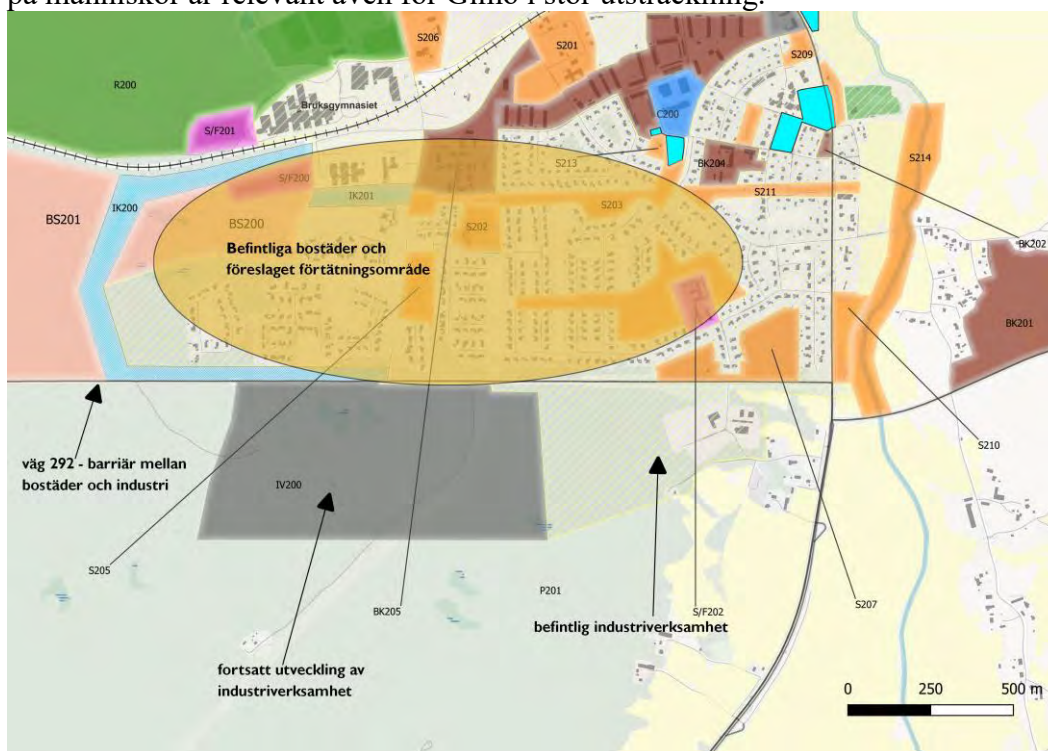 på människor är relevant även för Gimo i stor utsträckning.
S206
S201
S209
R200
Bruksgymnasiet
C200
S/F201
S214
S213
BK204
S/F200
S211
IK200
IK201
BS201
BS200
S203
S202
BK202
Befintliga bostäder och
föreslaget förtätningsområde
BK201
väg 292 - barriär mellan
bostäder och industri
S210
IV200
S205
P201
BK205
S/F202
S207
befintlig industriverksamhet
fortsatt utveckling av
industriverksamhet
0 250 500 m